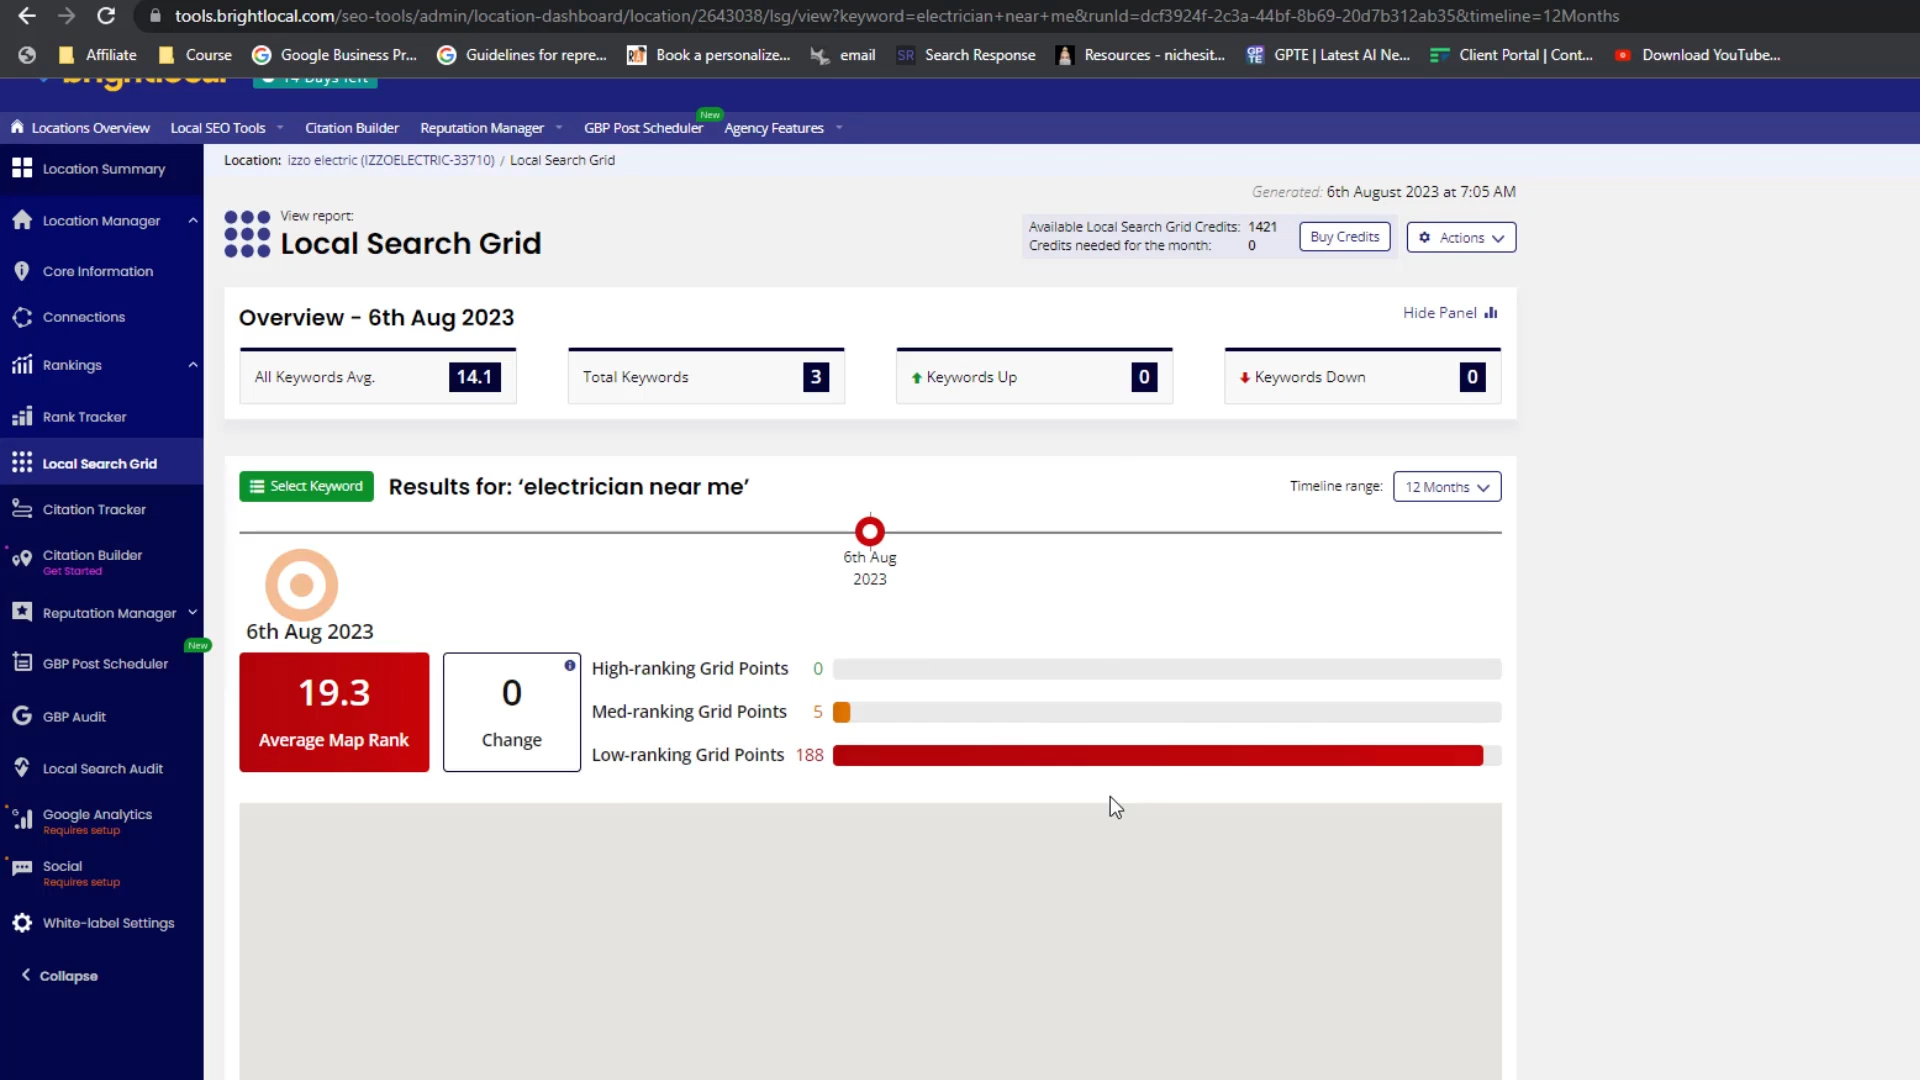 tools.brightlocal.com/seo-tools/admin/location-dashboard/location/2643038/lsg/view?keyword=electrician+near+me&runId=dcf3924f-2c3a-44bf-8b69-20d7b312ab35&timeline=12Months
Affiliate Course Google Business Pr... Guidelines for repre... Book a personalize... email SR Search Response Resources - nichesit... GPTE | Latest AI Ne... Client Portal | Cont... Download YouTube...
brightlocal 14 Days left
Locations Overview Local SEO Tools Citation Builder Reputation Manager GBP Post Scheduler New Agency Features
Location: izzo electric (IZZOELECTRIC-33710) / Local Search Grid
Generated: 6th August 2023 at 7:05 AM
View report:
Local Search Grid
Available Local Search Grid Credits: 1421
Credits needed for the month: 0
Buy Credits
Actions
Overview - 6th Aug 2023
Hide Panel
All Keywords Avg. 14.1
Total Keywords 3
Keywords Up 0
Keywords Down 0
Select Keyword
Results for: ‘electrician near me’
Timeline range: 12 Months
6th Aug
2023
6th Aug 2023
19.3
Average Map Rank
0
Change
High-ranking Grid Points 0
Med-ranking Grid Points 5
Low-ranking Grid Points 188
Location Summary
Location Manager
Core Information
Connections
Rankings
Rank Tracker
Local Search Grid
Citation Tracker
Citation Builder
Get Started
Reputation Manager
New
GBP Post Scheduler
GBP Audit
Local Search Audit
Google Analytics
Requires setup
Social
Requires setup
White-label Settings
Collapse